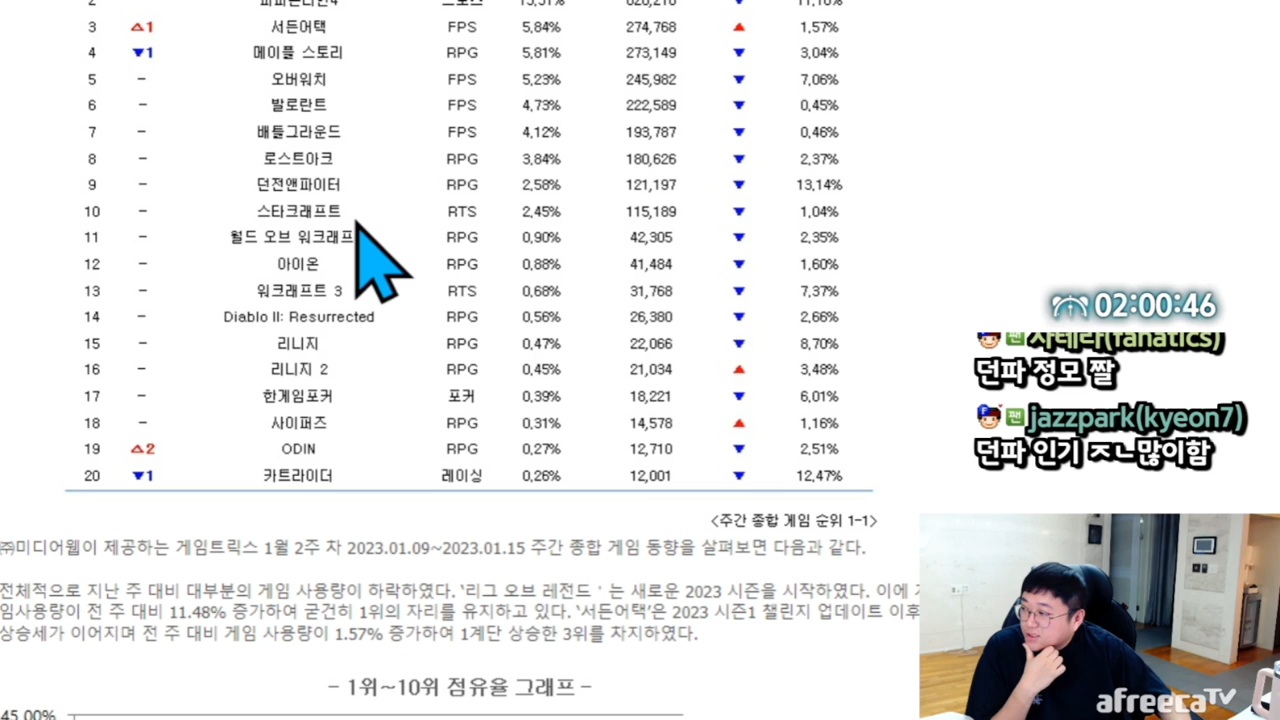 3 △1 서든어택 FPS 5,84% 274,768 ▲ 1,57%
4 ▼1 메이플 스토리 RPG 5,81% 273,149 ▼ 3,04%
5 - 오버워치 FPS 5,23% 245,982 ▼ 7,06%
6 - 발로란트 FPS 4,73% 222,589 ▼ 0,45%
7 - 배틀그라운드 FPS 4,12% 193,787 ▼ 0,46%
8 - 로스트아크 RPG 3,84% 180,626 ▼ 2,37%
9 - 던전앤파이터 RPG 2,58% 121,197 ▼ 13,14%
10 - 스타크래프트 RTS 2,45% 115,189 ▼ 1,04%
11 - 월드 오브 워크래프 RPG 0,90% 42,305 ▼ 2,35%
12 - 아이온 RPG 0,88% 41,484 ▼ 1,60%
13 - 워크래프트 3 RTS 0,68% 31,768 ▼ 7,37%
14 - Diablo II: Resurrected RPG 0,56% 26,380 ▼ 2,66%
15 - 리니지 RPG 0,47% 22,066 ▼ 8,70%
16 - 리니지 2 RPG 0,45% 21,034 ▲ 3,48%
17 - 한게임포커 포커 0,39% 18,221 ▼ 6,01%
18 - 사이퍼즈 RPG 0,31% 14,578 ▲ 1,16%
19 △2 ODIN RPG 0,27% 12,710 ▼ 2,51%
20 ▼1 카트라이더 레이싱 0,26% 12,001 ▼ 12,47%
<주간 종합 게임 순위 1-1>
㈜미디어웹이 제공하는 게임트릭스 1월 2주 차 2023.01.09~2023.01.15 주간 종합 게임 동향을 살펴보면 다음과 같다.
전체적으로 지난 주 대비 대부분의 게임 사용량이 하락하였다. '리그 오브 레전드 ' 는 새로운 2023 시즌을 시작하였다. 이에
임사용량이 전 주 대비 11.48% 증가하여 굳건히 1위의 자리를 유지하고 있다. '서든어택'은 2023 시즌1 챌린지 업데이트 이후
상승세가 이어지며 전 주 대비 게임 사용량이 1.57% 증가하여 1계단 상승한 3위를 차지하였다.
- 1위~10위 점유율 그래프 -
45.00%
02:00:46
팬 사테라(fanatics)
던파 정모 짤
팬 jazzpark(kyeon7)
던파 인기 ㅈㄴ많이함
afreecaTV